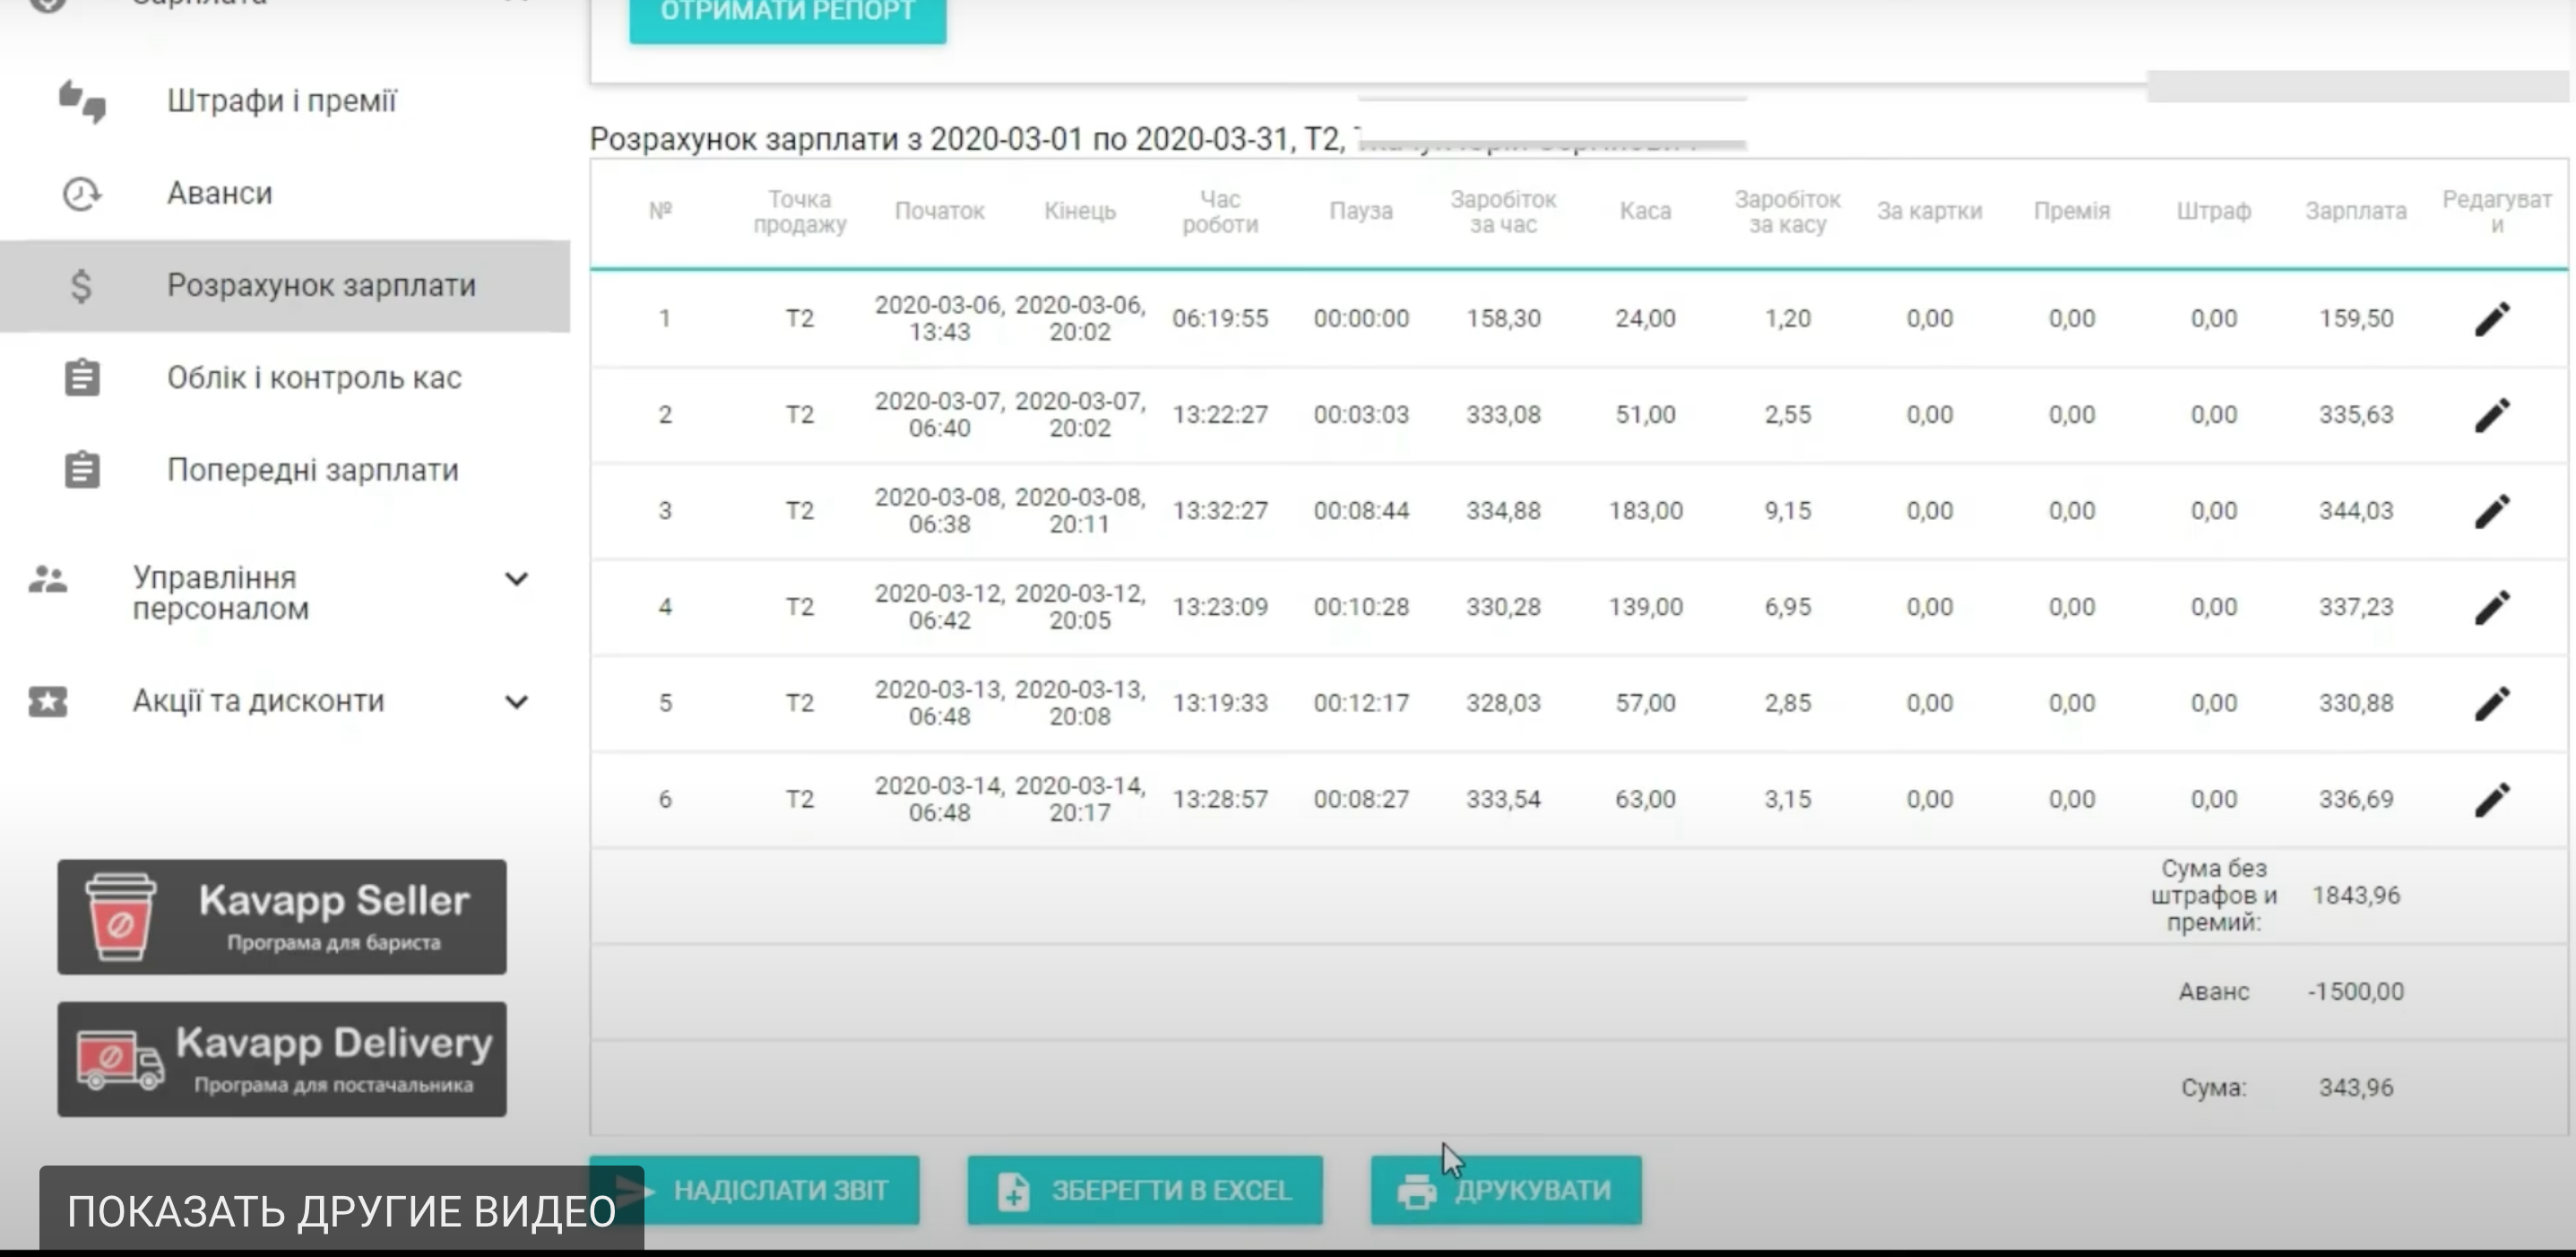 ОТРИМАТИ РЕПОРТ
Штрафи і премії
Аванси
Розрахунок зарплати
Облік і контроль кас
Попередні зарплати
Управління
персоналом
Акції та дисконти
Kavapp Seller
Програма для бариста
Kavapp Delivery
Програма для постачальника
Розрахунок зарплати з 2020-03-01 по 2020-03-31, T2,
№ Точка продажу Початок Кінець Час роботи Пауза Заробіток за час Каса Заробіток за касу За картки Премія Штраф Зарплата Редагувати
1 T2 2020-03-06, 13:43 2020-03-06, 20:02 06:19:55 00:00:00 158,30 24,00 1,20 0,00 0,00 0,00 159,50
2 T2 2020-03-07, 06:40 2020-03-07, 20:02 13:22:27 00:03:03 333,08 51,00 2,55 0,00 0,00 0,00 335,63
3 T2 2020-03-08, 06:38 2020-03-08, 20:11 13:32:27 00:08:44 334,88 183,00 9,15 0,00 0,00 0,00 344,03
4 T2 2020-03-12, 06:42 2020-03-12, 20:05 13:23:09 00:10:28 330,28 139,00 6,95 0,00 0,00 0,00 337,23
5 T2 2020-03-13, 06:48 2020-03-13, 20:08 13:19:33 00:12:17 328,03 57,00 2,85 0,00 0,00 0,00 330,88
6 T2 2020-03-14, 06:48 2020-03-14, 20:17 13:28:57 00:08:27 333,54 63,00 3,15 0,00 0,00 0,00 336,69
Сума без штрафов и премий: 1843,96
Аванс -1500,00
Сума: 343,96
НАДІСЛАТИ ЗВІТ ЗБЕРЕГТИ В EXCEL ДРУКУВАТИ
ПОКАЗАТЬ ДРУГИЕ ВИДЕО